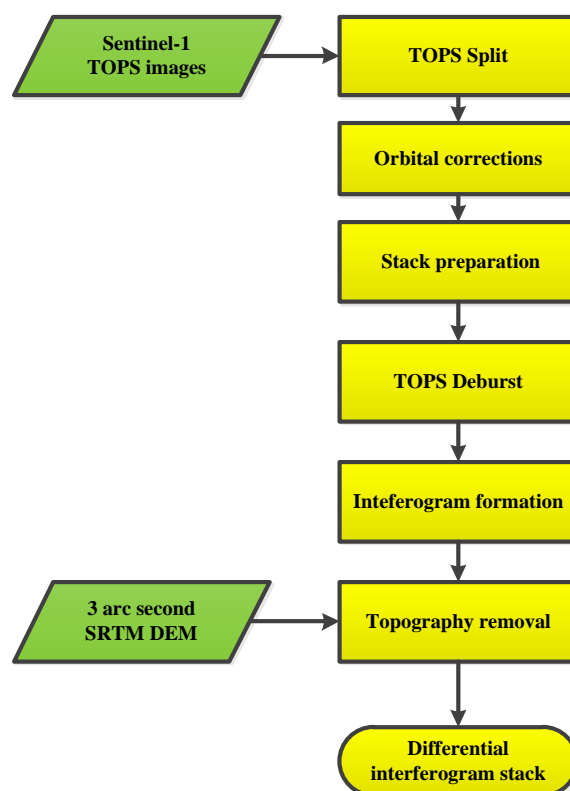 Sentinel-1
TOPS images
TOPS Split
Orbital corrections
Stack preparation
TOPS Deburst
Inteferogram formation
3 arc second
SRTM DEM
Topography removal
Differential
interferogram stack